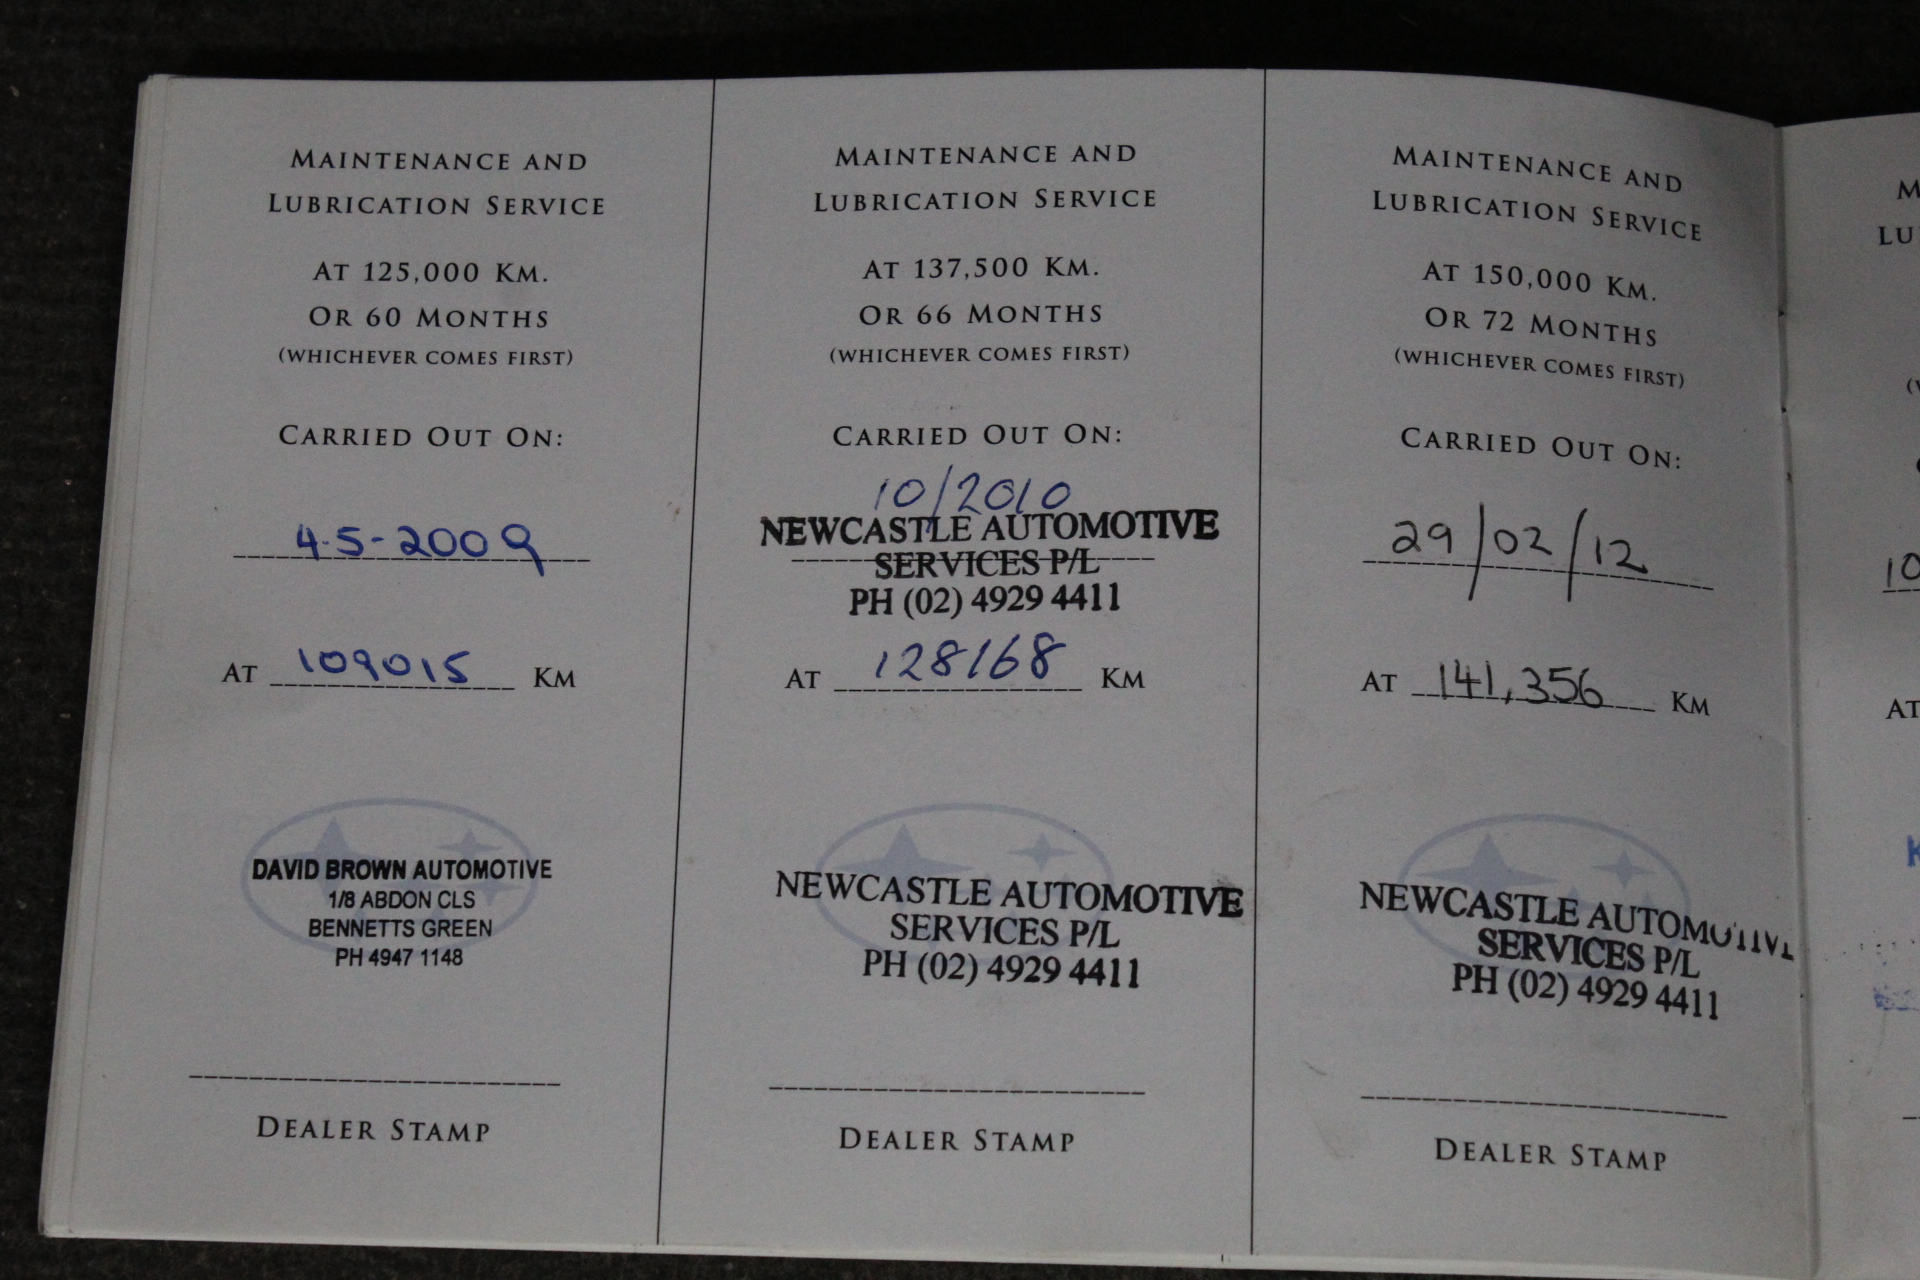 MAINTENANCE AND
LUBRICATION SERVICE
AT 125,000 KM.
OR 60 MONTHS
(WHICHEVER COMES FIRST)
CARRIED OUT ON:
4-5-2009
AT 109015 KM
DAVID BROWN AUTOMOTIVE
1/8 ABDON CLS
BENNETTS GREEN
PH 4947 1148
DEALER STAMP
MAINTENANCE AND
LUBRICATION SERVICE
AT 137,500 KM.
OR 66 MONTHS
(WHICHEVER COMES FIRST)
CARRIED OUT ON:
10/2010
NEWCASTLE AUTOMOTIVE
SERVICES P/L
PH (02) 4929 4411
AT 128168 KM
NEWCASTLE AUTOMOTIVE
SERVICES P/L
PH (02) 4929 4411
DEALER STAMP
MAINTENANCE AND
LUBRICATION SERVICE
AT 150,000 KM.
OR 72 MONTHS
(WHICHEVER COMES FIRST)
CARRIED OUT ON:
29/02/12
AT 141,356 KM
NEWCASTLE AUTOMOTIVE
SERVICES P/L
PH (02) 4929 4411
DEALER STAMP
M
LU
10
AT
K